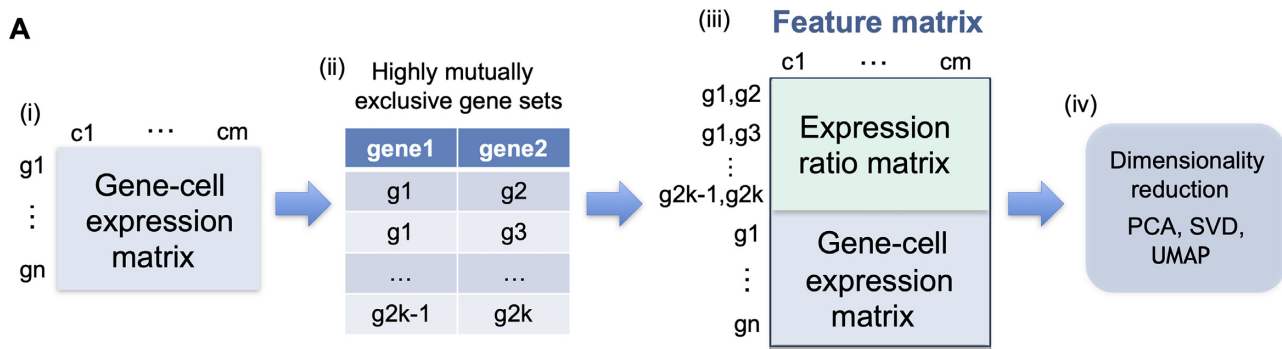 A
(i)
c1 ... cm
g1
⋮
gn
Gene-cell
expression
matrix
(ii)
Highly mutually
exclusive gene sets
gene1 gene2
g1 g2
g1 g3
... ...
g2k-1 g2k
(iii)
Feature matrix
c1 ... cm
g1,g2
g1,g3
⋮
g2k-1,g2k
g1
⋮
gn
Expression
ratio matrix
Gene-cell
expression
matrix
(iv)
Dimensionality
reduction
PCA, SVD,
UMAP